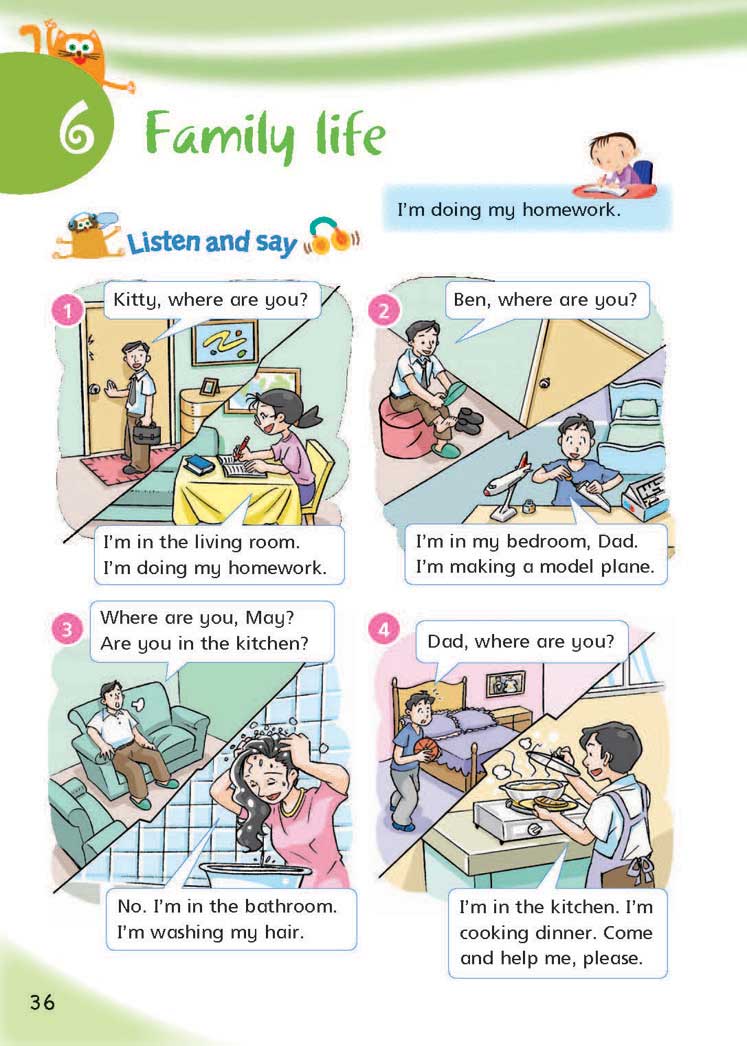 6
Family life
I'm doing my homework.
Listen and say
1
Kitty, where are you?
I'm in the living room.
I'm doing my homework.
2
Ben, where are you?
I'm in my bedroom, Dad.
I'm making a model plane.
3
Where are you, May?
Are you in the kitchen?
No. I'm in the bathroom.
I'm washing my hair.
4
Dad, where are you?
I'm in the kitchen. I'm
cooking dinner. Come
and help me, please.
36